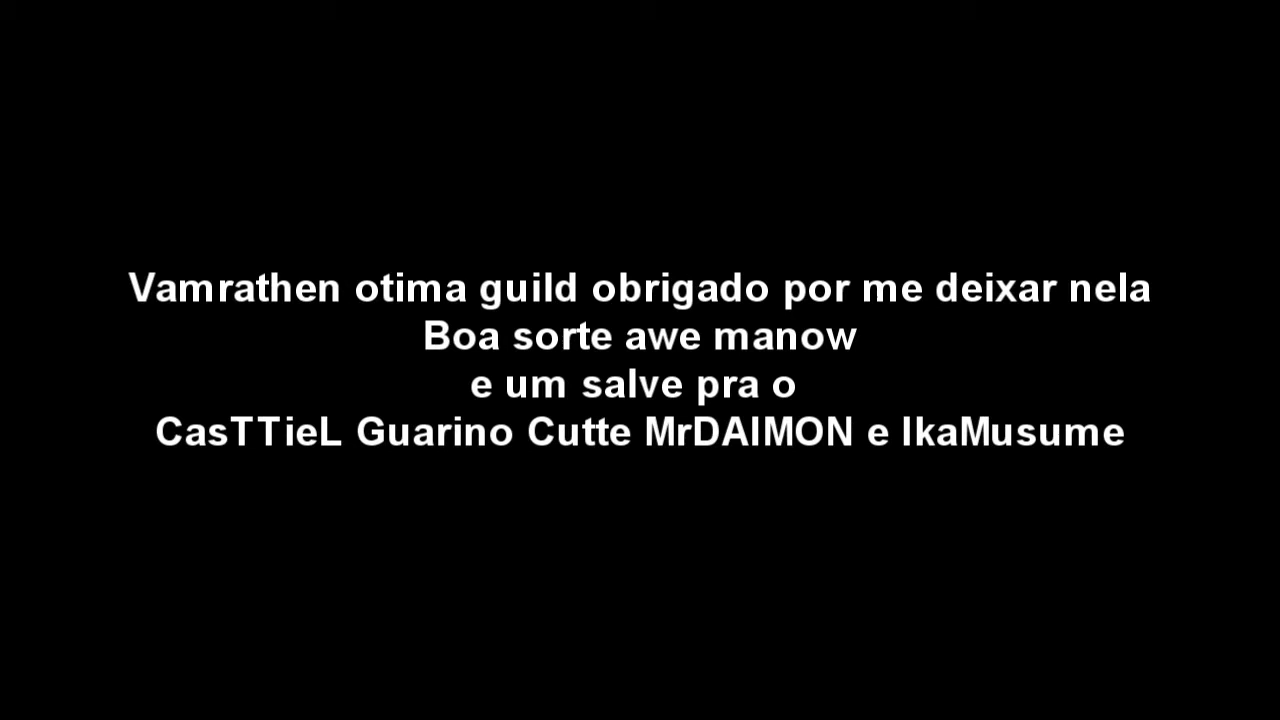 Vamrathen otima guild obrigado por me deixar nela
Boa sorte awe manow
e um salve pra o
CasTTieL Guarino Cutte MrDAIMON e IkaMusume